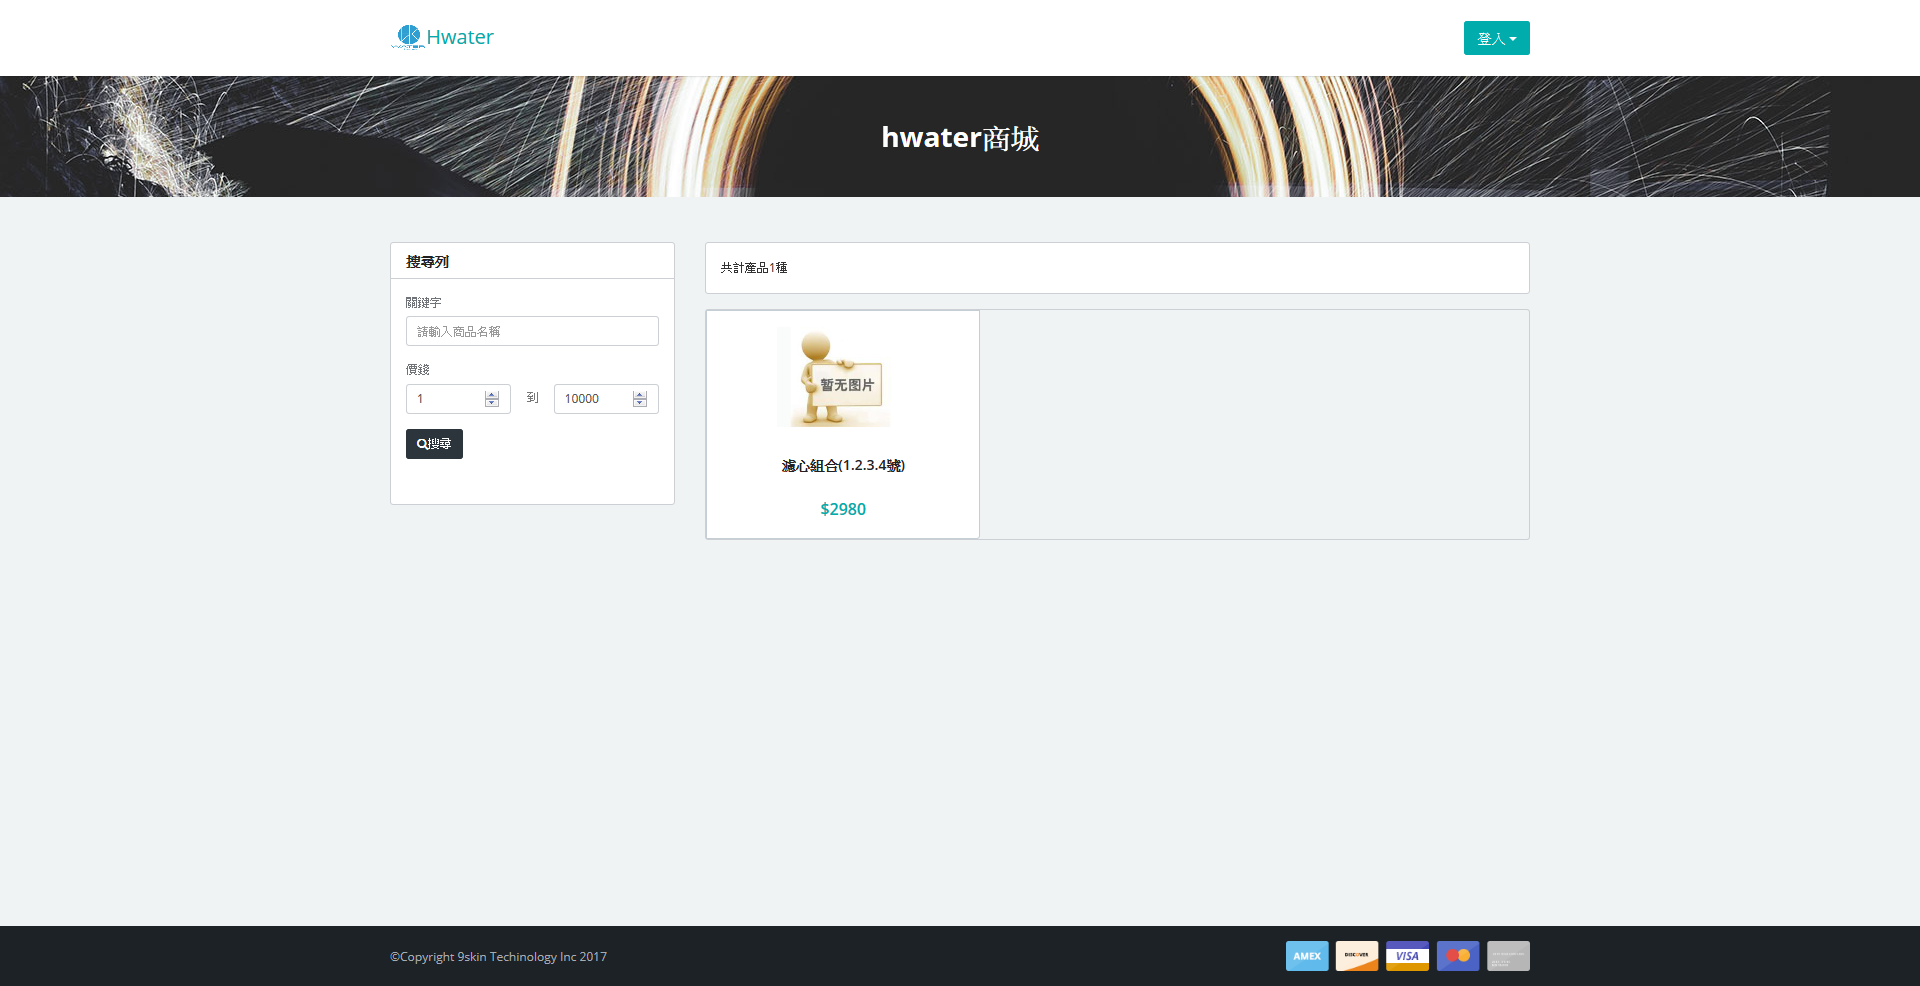 Hwater
登入
hwater商城
搜尋列
關鍵字
請輸入商品名稱
價錢
1 到 10000
搜尋
共計產品1種
暂无图片
濾心組合(1.2.3.4號)
$2980
©Copyright 9skin Techinology Inc 2017
AMEX DISCOVER VISA